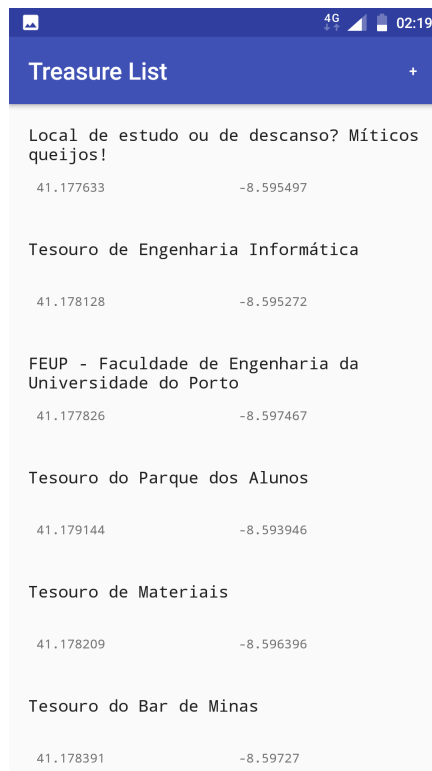 4G 02:19
Treasure List +
Local de estudo ou de descanso? Míticos
queijos!
41.177633 -8.595497
Tesouro de Engenharia Informática
41.178128 -8.595272
FEUP - Faculdade de Engenharia da
Universidade do Porto
41.177826 -8.597467
Tesouro do Parque dos Alunos
41.179144 -8.593946
Tesouro de Materiais
41.178209 -8.596396
Tesouro do Bar de Minas
41.178391 -8.59727